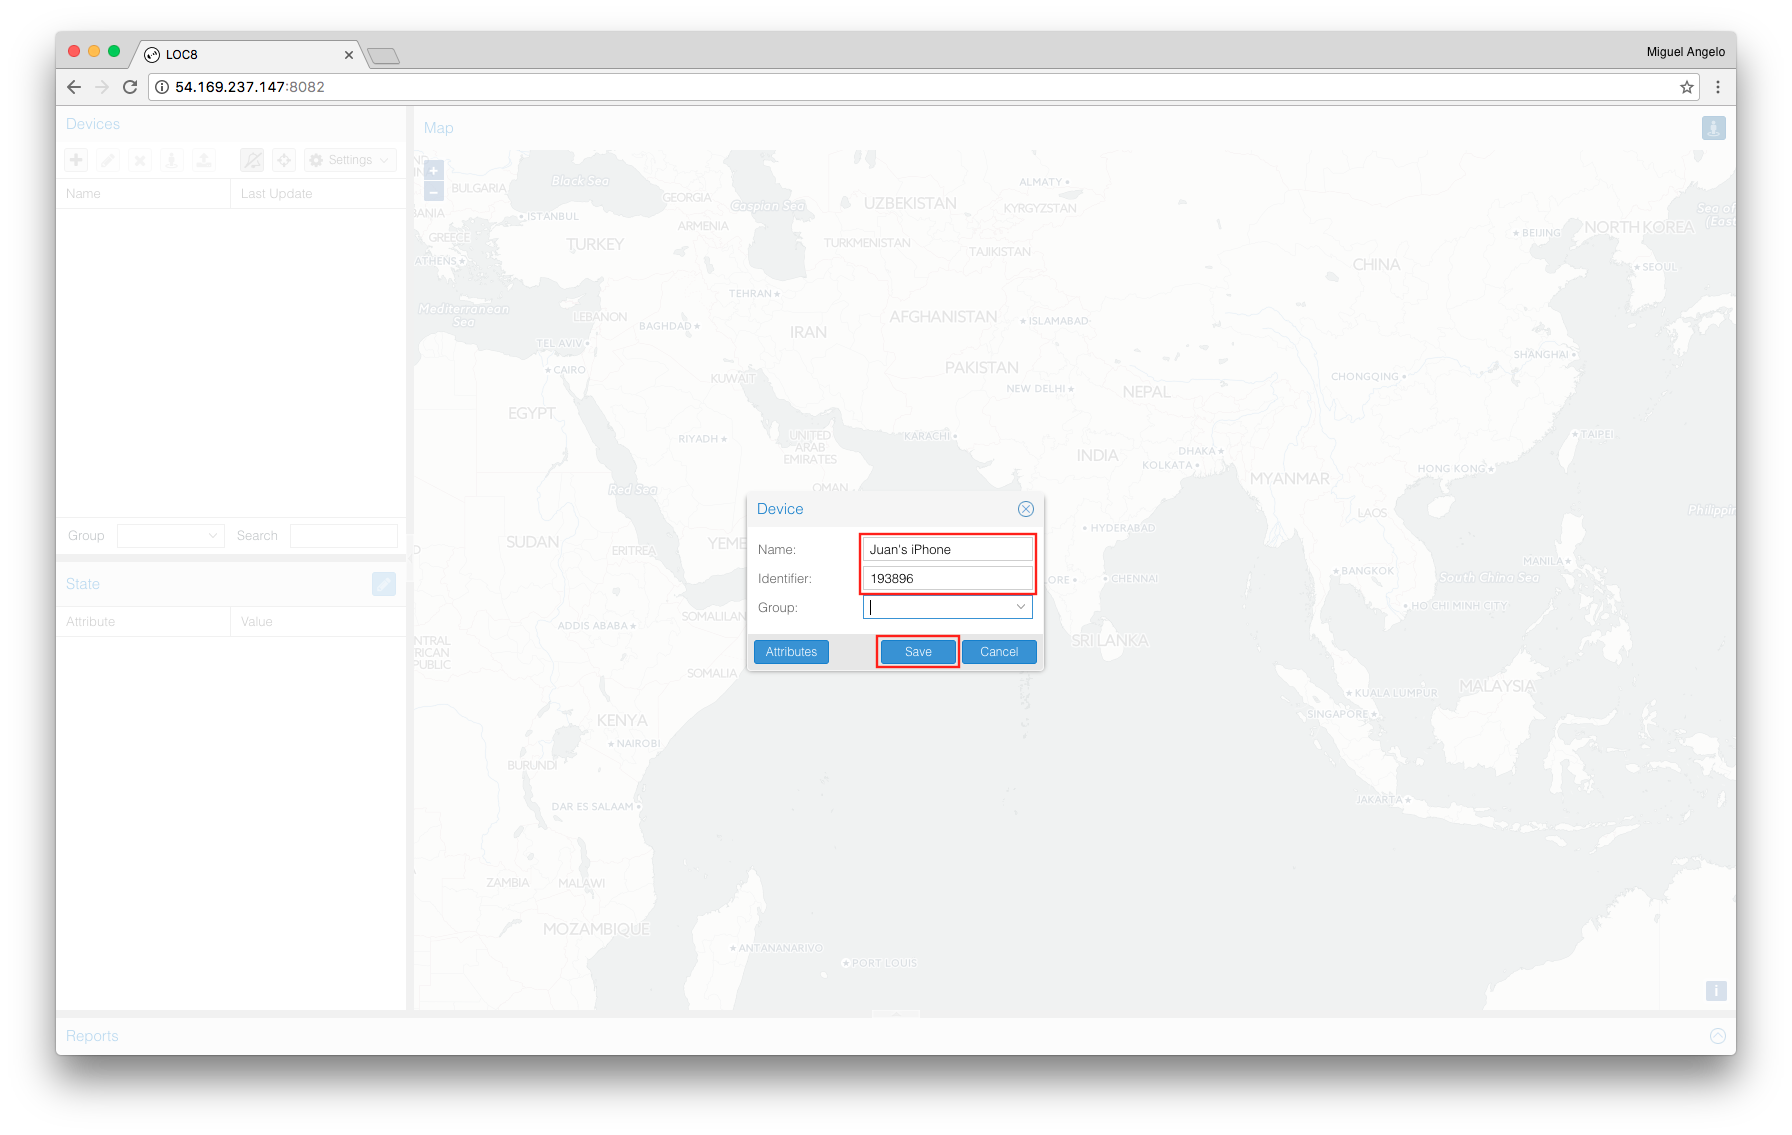 LOC8
Miguel Angelo
54.169.237.147:8082
Devices
Settings
Name
Last Update
Group
Search
State
Attribute
Value
Map
+
−
BULGARIA
Black Sea
GEORGIA
Caspian Sea
UZBEKISTAN
ALMATY
KYRGYZSTAN
NORTH KOREA
ISTANBUL
ARMENIA
BEIJING
GREECE
TURKEY
TURKMENISTAN
TAJIKISTAN
ATHENS
CHINA
SEOUL
TEHRAN
Mediterranean
Sea
LEBANON
BAGHDAD
IRAN
AFGHANISTAN
ISLAMABAD
TEL AVIV
SHANGHAI
CAIRO
KUWAIT
PAKISTAN
NEW DELHI
NEPAL
CHONGQING
EGYPT
RIYADH
UNITED
ARAB
EMIRATES
KARACHI
INDIA
DHAKA
KOLKATA
TAIPEI
HONG KONG
MYANMAR
Red Sea
OMAN
LAOS
Philippin
HYDERABAD
SUDAN
ERITREA
YEME
MANILA
BANGKOK
South China Sea
ORE
CHENNAI
HO CHI MINH CITY
SOMALILAN
ADDIS ABABA
NTRAL
RICAN
PUBLIC
SRI LANKA
SOMALIA
KUALA LUMPUR
MALAYSIA
SINGAPORE
KENYA
NAIROBI
BURUNDI
DAR ES SALAAM
JAKARTA
ZAMBIA
MALAWI
MOZAMBIQUE
ANTANANARIVO
PORT LOUIS
Device
Name:
Juan's iPhone
Identifier:
193896
Group:
Attributes
Save
Cancel
i
Reports